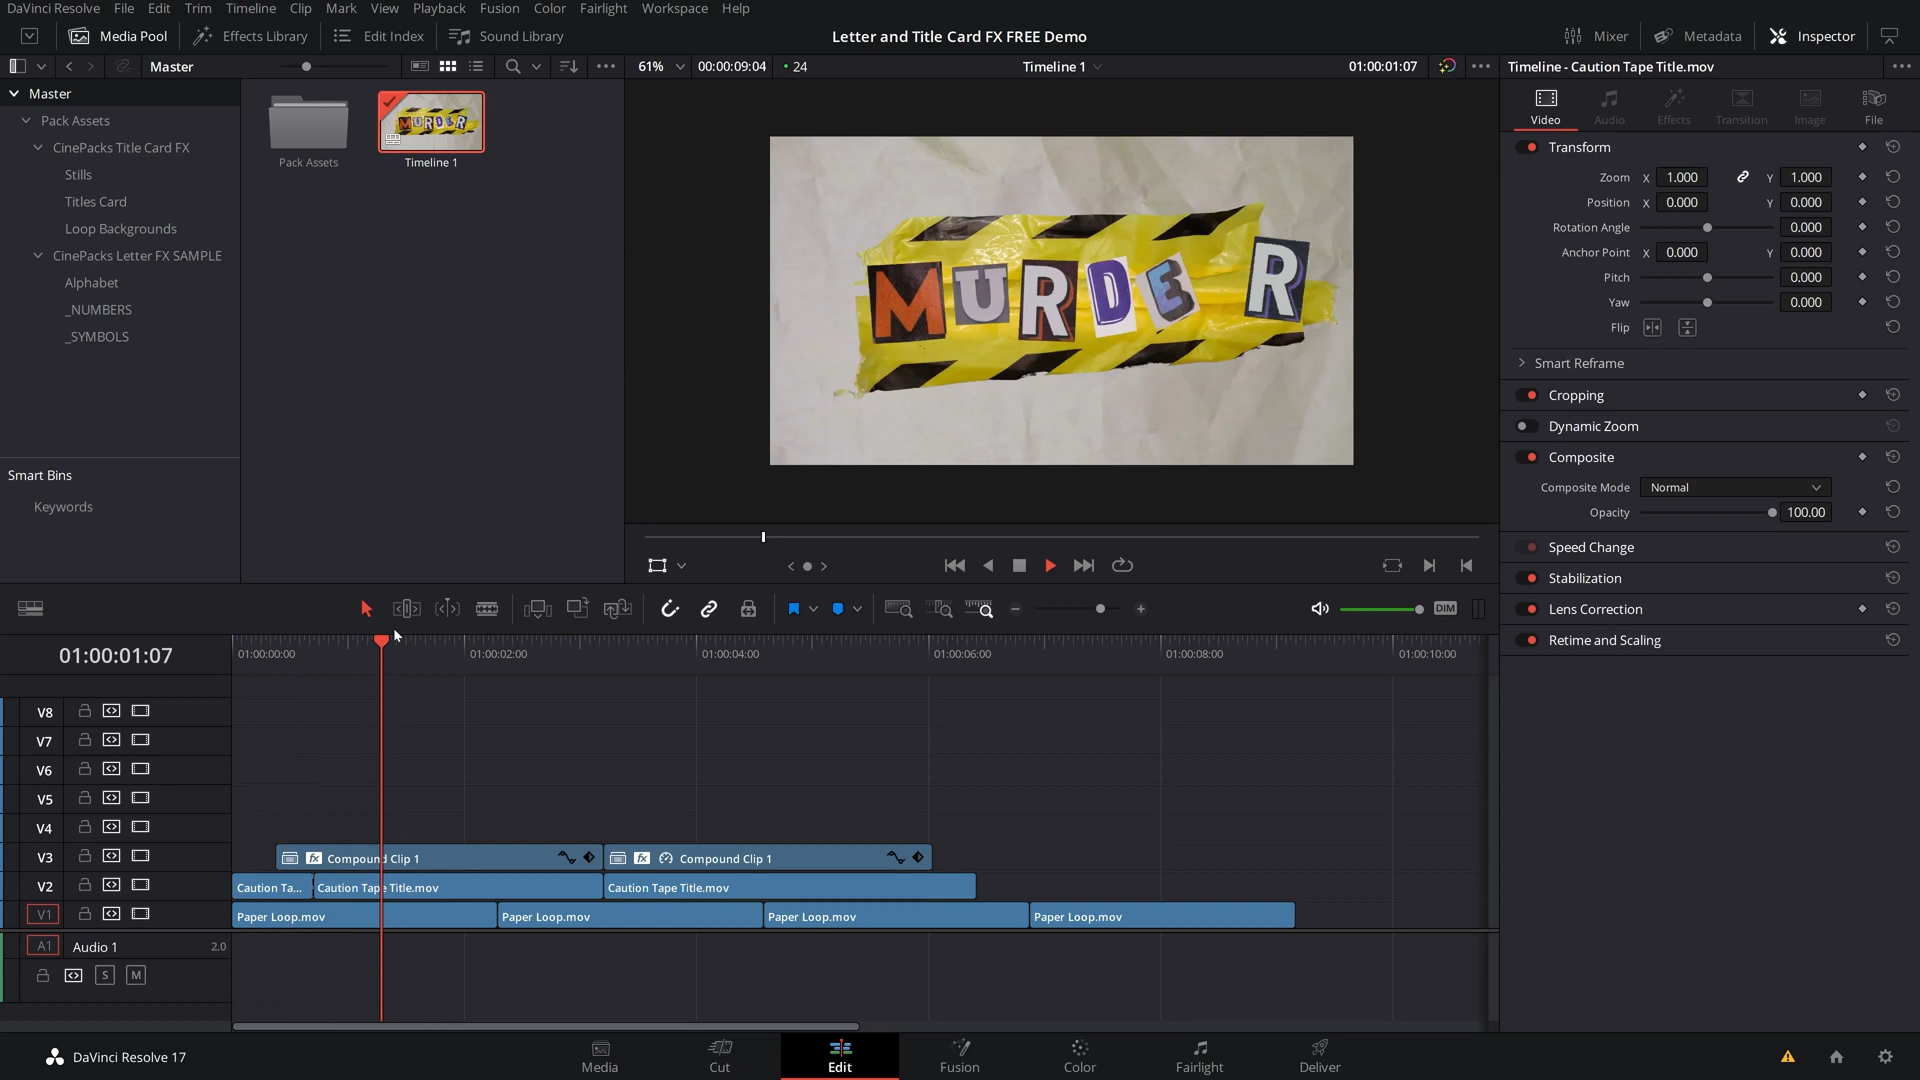 DaVinci Resolve File Edit Trim Timeline Clip Mark View Playback Fusion Color Fairlight Workspace Help
Media Pool Effects Library Edit Index Sound Library Letter and Title Card FX FREE Demo Mixer Metadata Inspector
Master 61% 00:00:09:04 24 Timeline 1 01:00:01:07 Timeline - Caution Tape Title.mov
Master
Pack Assets
CinePacks Title Card FX
Stills
Titles Card
Loop Backgrounds
CinePacks Letter FX SAMPLE
Alphabet
_NUMBERS
_SYMBOLS
Smart Bins
Keywords
MURDER
Pack Assets Timeline 1
MURDER
Video Audio Effects Transition Image File
Transform
Zoom X 1.000 Y 1.000
Position X 0.000 Y 0.000
Rotation Angle 0.000
Anchor Point X 0.000 Y 0.000
Pitch 0.000
Yaw 0.000
Flip
Smart Reframe
Cropping
Dynamic Zoom
Composite
Composite Mode Normal
Opacity 100.00
Speed Change
Stabilization
Lens Correction
Retime and Scaling
DIM
01:00:01:07 01:00:00:00 01:00:02:00 01:00:04:00 01:00:06:00 01:00:08:00 01:00:10:00
V8
V7
V6
V5
V4
V3 fx Compound Clip 1 fx Compound Clip 1
V2 Caution Ta... Caution Tape Title.mov Caution Tape Title.mov
V1 Paper Loop.mov Paper Loop.mov Paper Loop.mov Paper Loop.mov
A1 Audio 1 2.0
S M
DaVinci Resolve 17 Media Cut Edit Fusion Color Fairlight Deliver